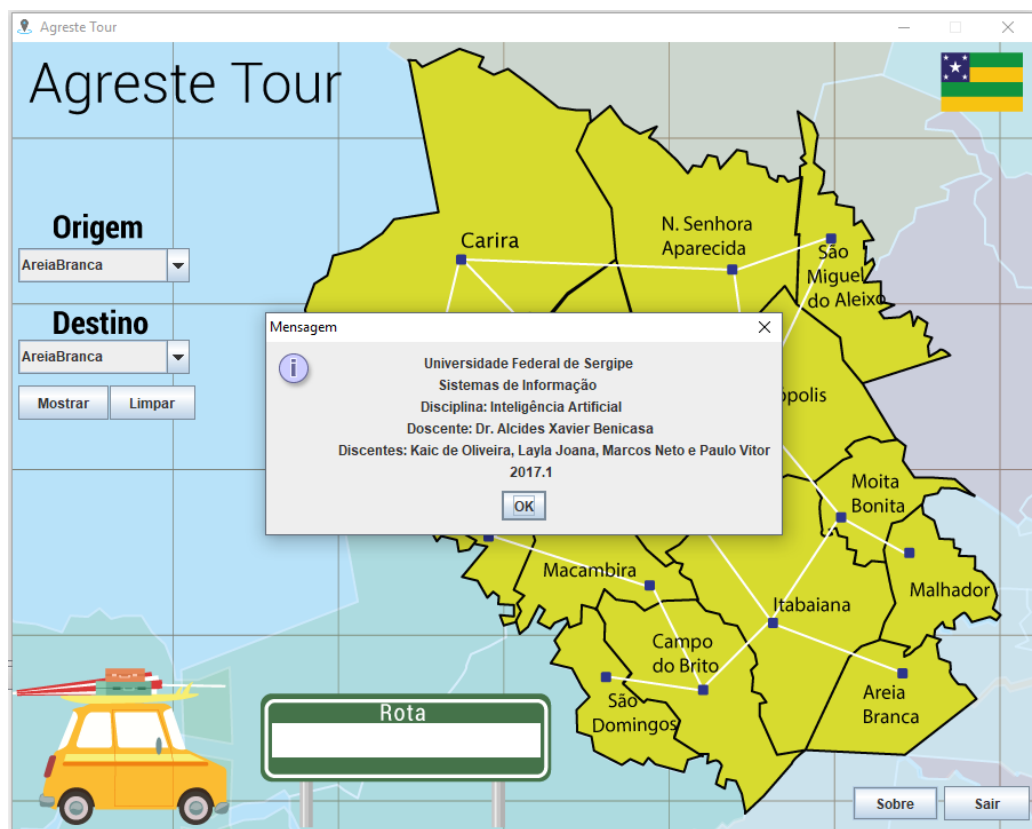 Agreste Tour
Agreste Tour
Origem
AreiaBranca
Destino
AreiaBranca
Mostrar
Limpar
Carira
N. Senhora
Aparecida
São
Miguel
do Aleixo
Mensagem
Universidade Federal de Sergipe
Sistemas de Informação
Disciplina: Inteligência Artificial
Doscente: Dr. Alcides Xavier Benicasa
Discentes: Kaic de Oliveira, Layla Joana, Marcos Neto e Paulo Vitor
2017.1
OK
ópolis
Moita
Bonita
Macambira
Malhador
Itabaiana
Campo
do Brito
São
Domingos
Areia
Branca
Rota
Sobre
Sair